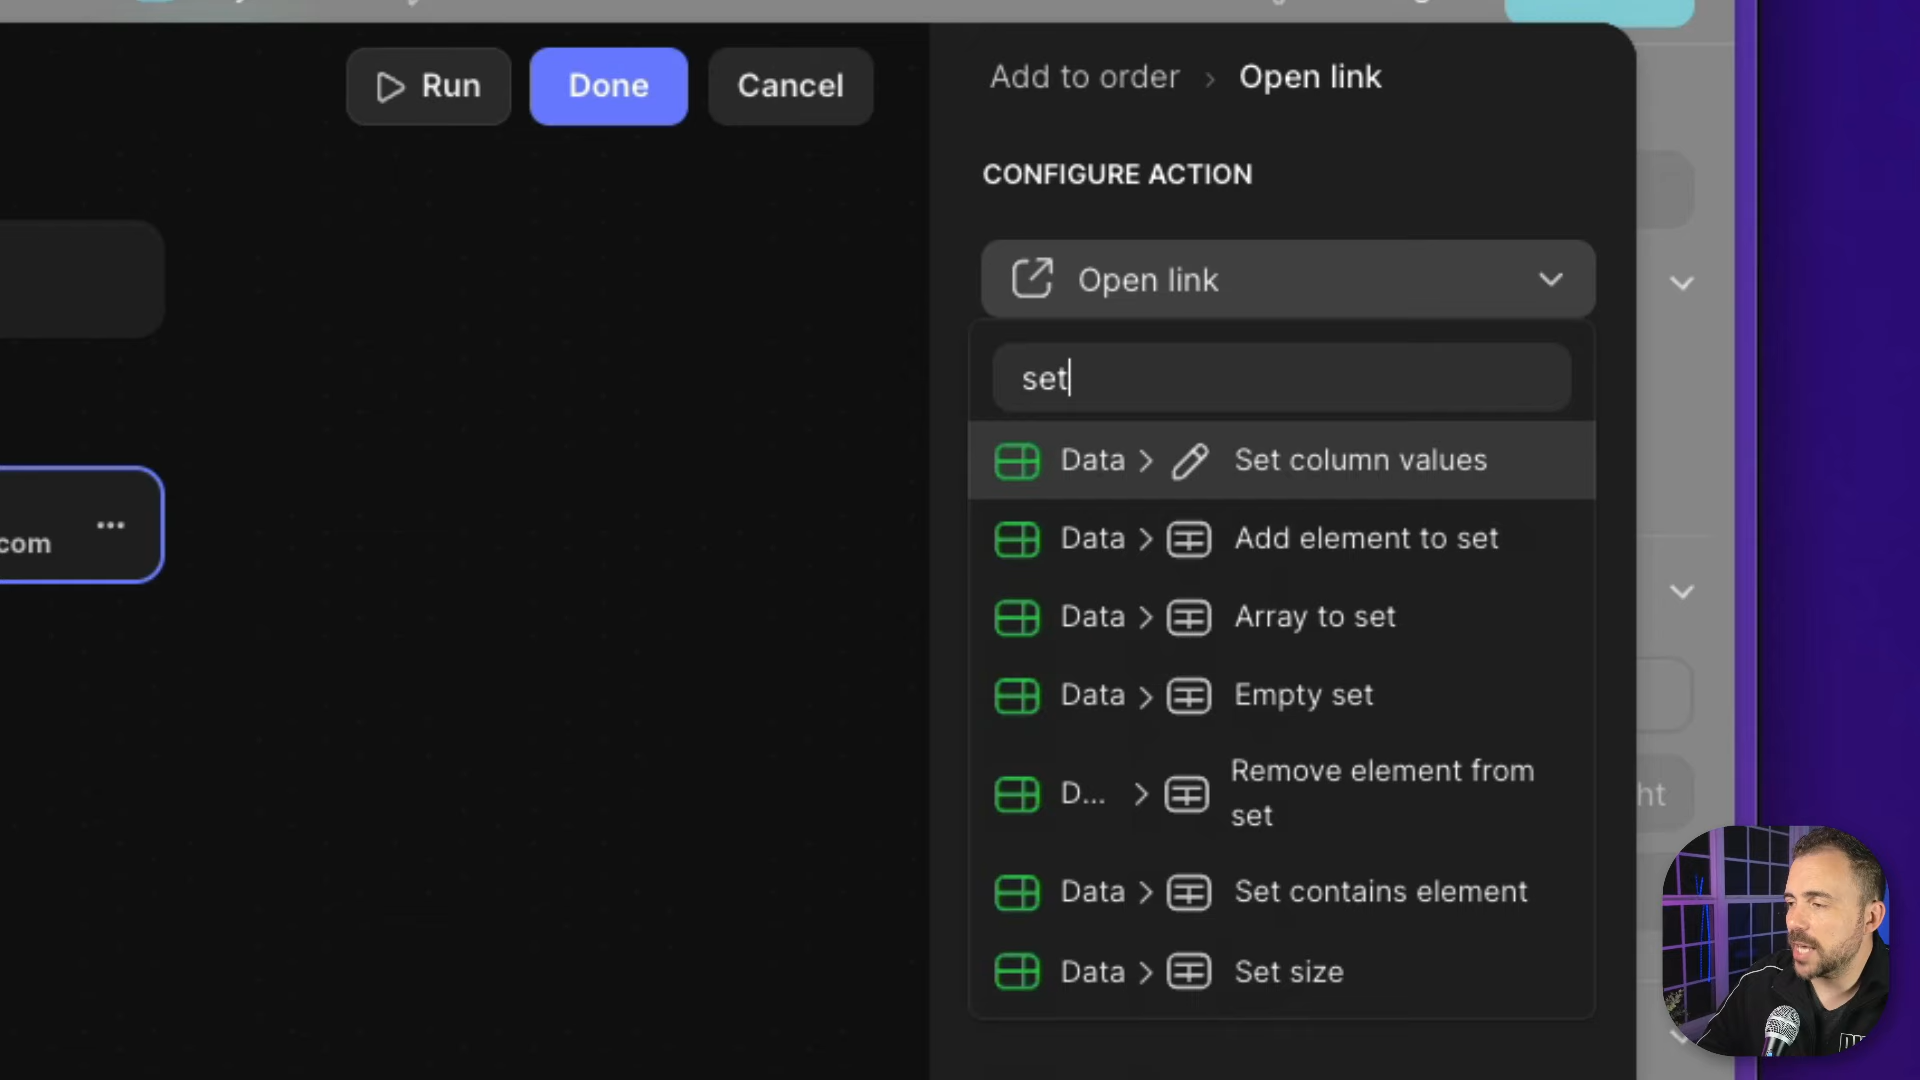 Run
Done
Cancel
Add to order > Open link
CONFIGURE ACTION
Open link
set
Data > Set column values
Data > Add element to set
Data > Array to set
Data > Empty set
D... > Remove element from
set
Data > Set contains element
Data > Set size
com
...
ht